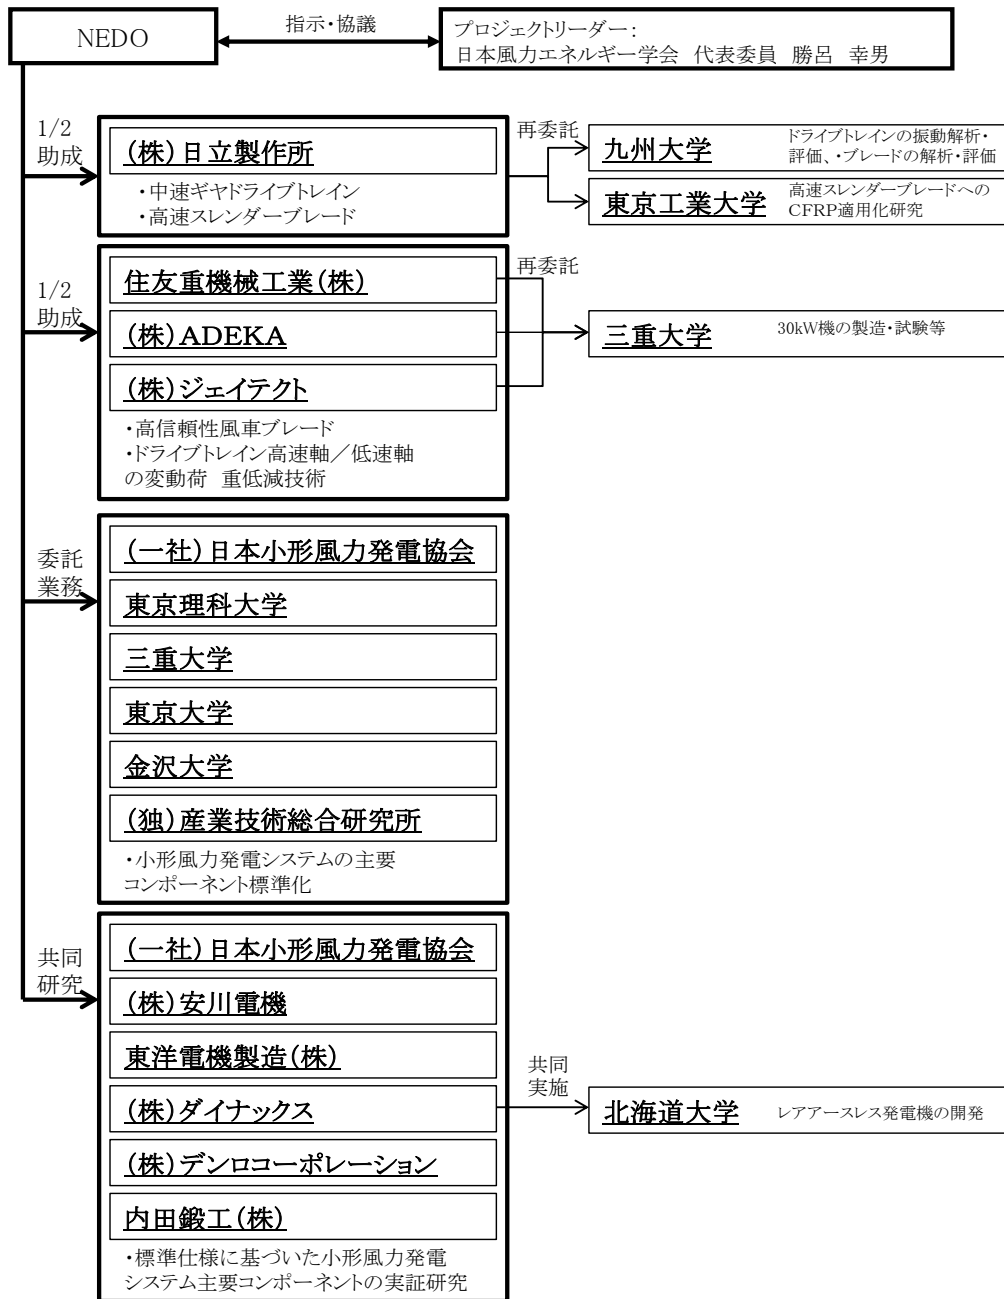 NEDO
指示・協議
プロジェクトリーダー：
日本風力エネルギー学会 代表委員 勝呂 幸男
1/2
助成
(株)日立製作所
・中速ギヤドライブトレイン
・高速スレンダーブレード
再委託
九州大学
ドライブトレインの振動解析・
評価、・ブレードの解析・評価
東京工業大学
高速スレンダーブレードへの
CFRP適用化研究
1/2
助成
住友重機械工業(株)
(株)ADEKA
(株)ジェイテクト
・高信頼性風車ブレード
・ドライブトレイン高速軸／低速軸
の変動荷 重低減技術
再委託
三重大学
30kW機の製造・試験等
委託
業務
(一社)日本小形風力発電協会
東京理科大学
三重大学
東京大学
金沢大学
(独)産業技術総合研究所
・小形風力発電システムの主要
コンポーネント標準化
共同
研究
(一社)日本小形風力発電協会
(株)安川電機
東洋電機製造(株)
(株)ダイナックス
(株)デンロコーポレーション
内田鍛工(株)
・標準仕様に基づいた小形風力発電
システム主要コンポーネントの実証研究
共同
実施
北海道大学
レアアースレス発電機の開発